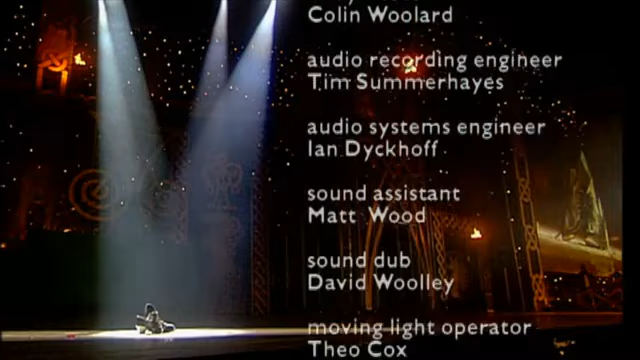 Colin Woolard
audio recording engineer
Tim Summerhayes
audio systems engineer
Ian Dyckhoff
sound assistant
Matt Wood
sound dub
David Woolley
moving light operator
Theo Cox